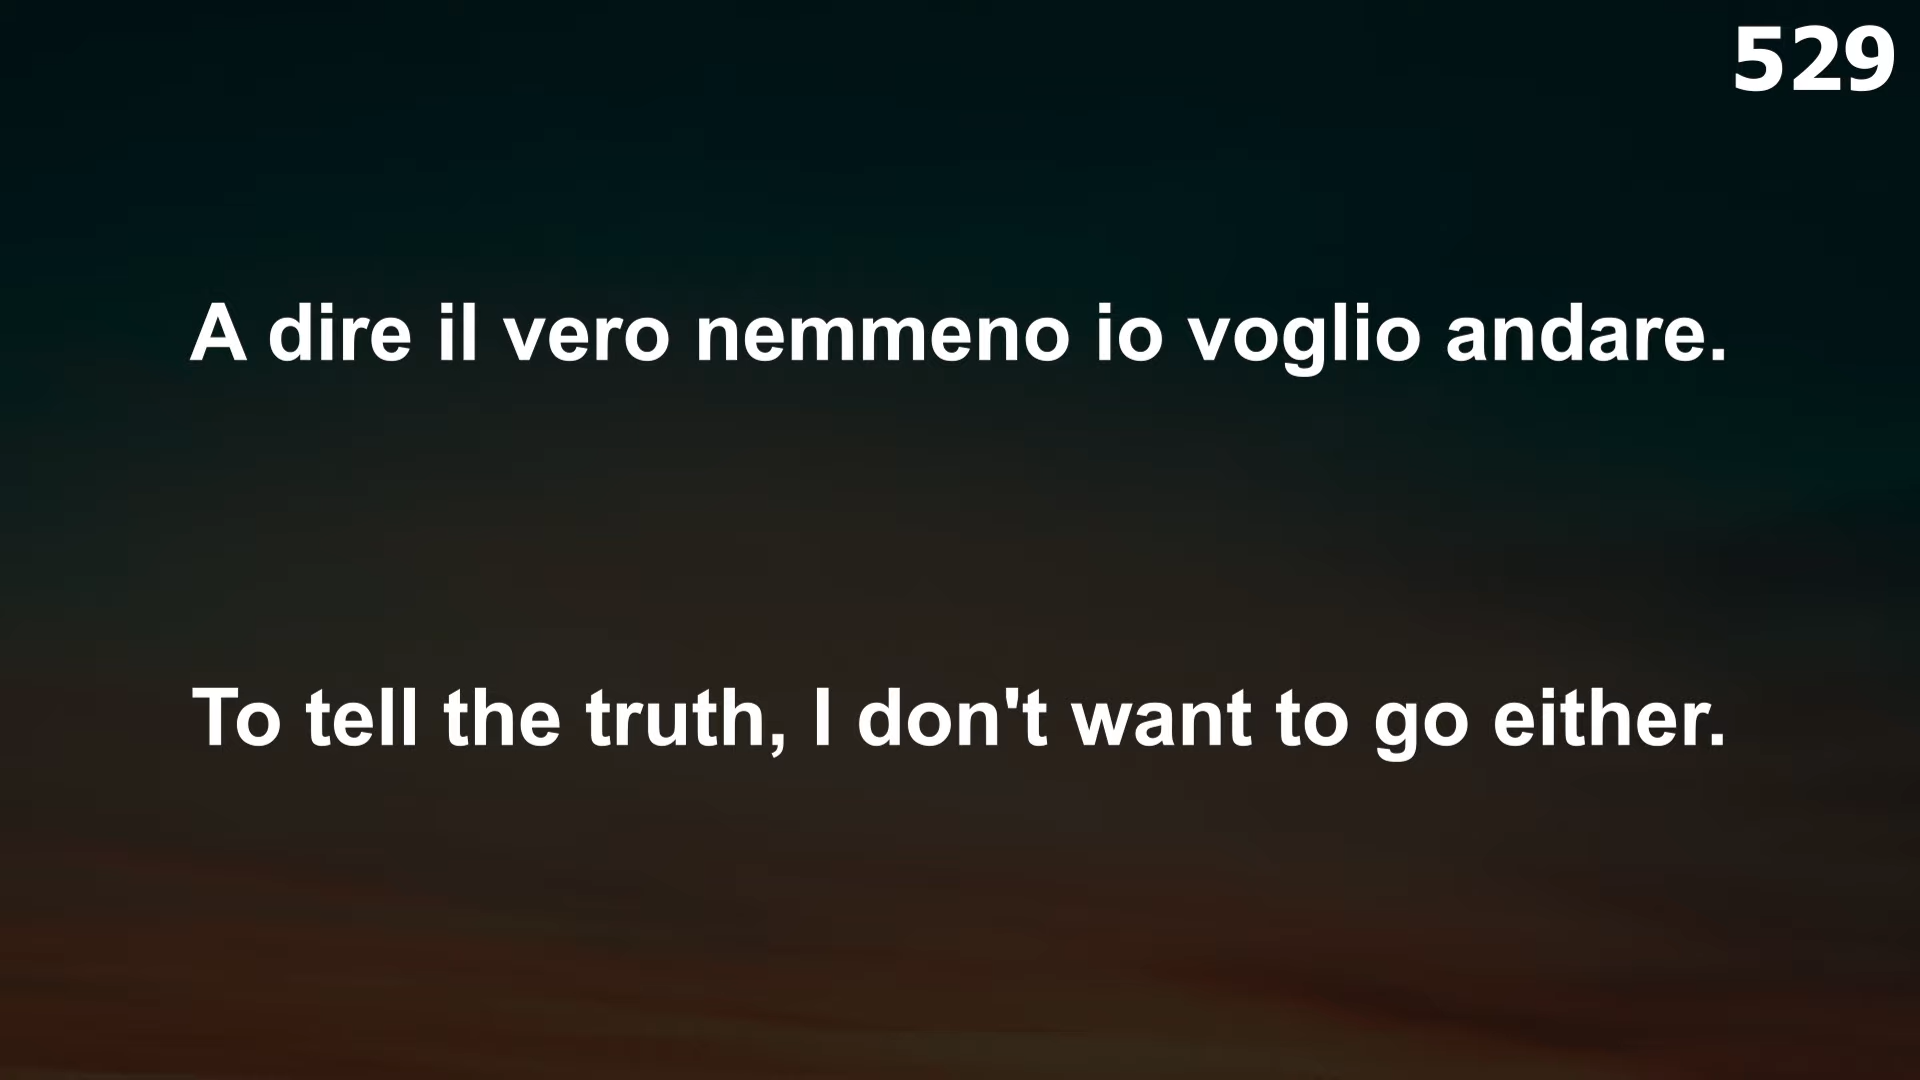 529
A dire il vero nemmeno io voglio andare.
To tell the truth, I don't want to go either.